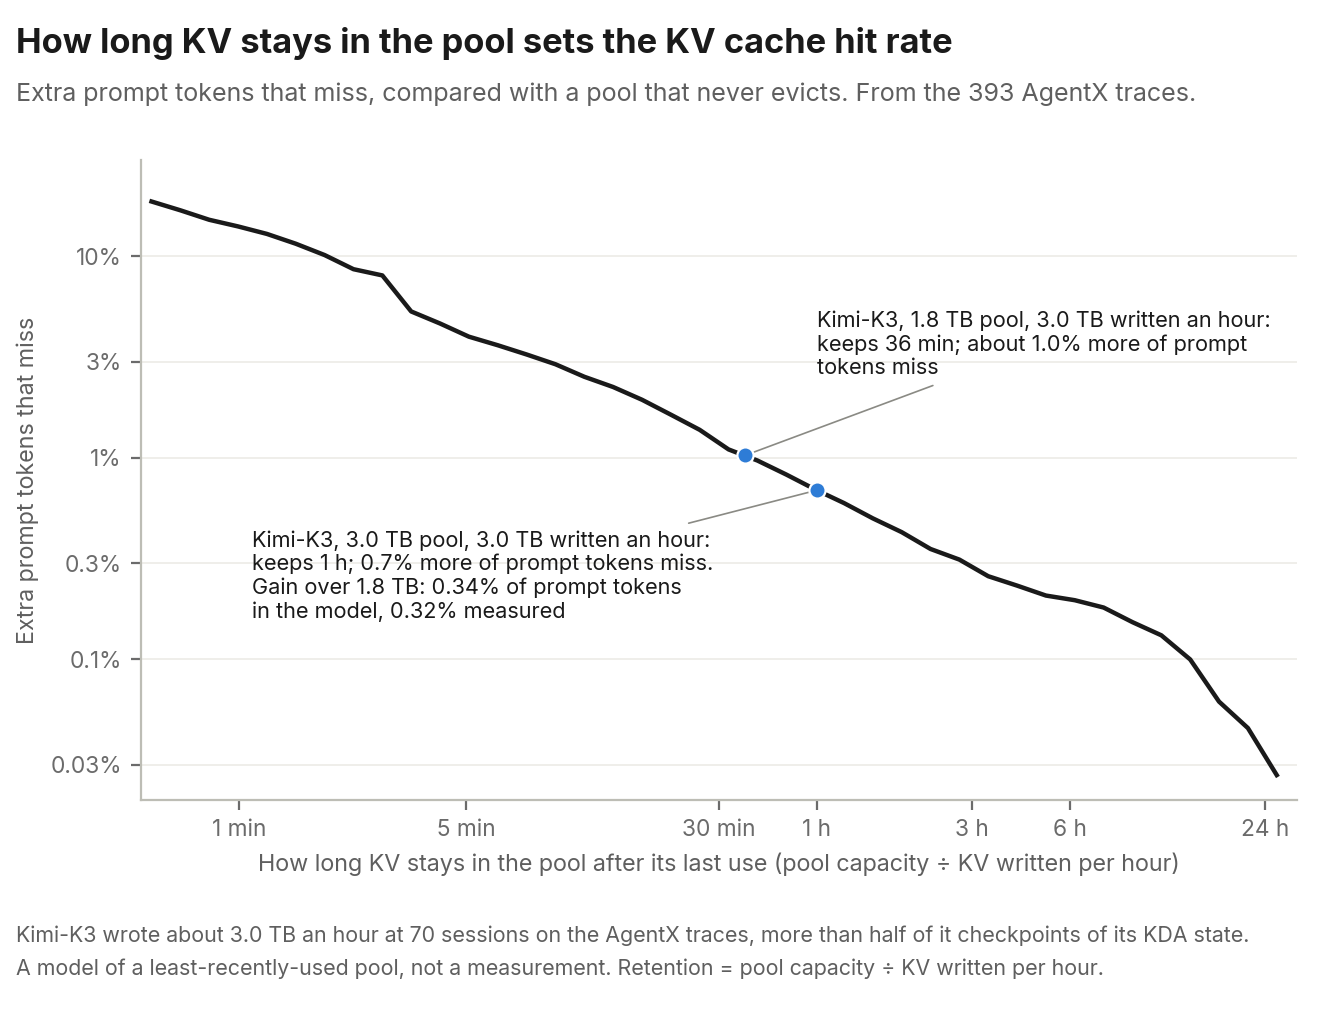 How long KV stays in the pool sets the KV cache hit rate
Extra prompt tokens that miss, compared with a pool that never evicts. From the 393 AgentX traces.
Extra prompt tokens that miss
10%
3%
1%
0.3%
0.1%
0.03%
Kimi-K3, 1.8 TB pool, 3.0 TB written an hour:
keeps 36 min; about 1.0% more of prompt
tokens miss
Kimi-K3, 3.0 TB pool, 3.0 TB written an hour:
keeps 1 h; 0.7% more of prompt tokens miss.
Gain over 1.8 TB: 0.34% of prompt tokens
in the model, 0.32% measured
1 min
5 min
30 min
1 h
3 h
6 h
24 h
How long KV stays in the pool after its last use (pool capacity ÷ KV written per hour)
Kimi-K3 wrote about 3.0 TB an hour at 70 sessions on the AgentX traces, more than half of it checkpoints of its KDA state.
A model of a least-recently-used pool, not a measurement. Retention = pool capacity ÷ KV written per hour.